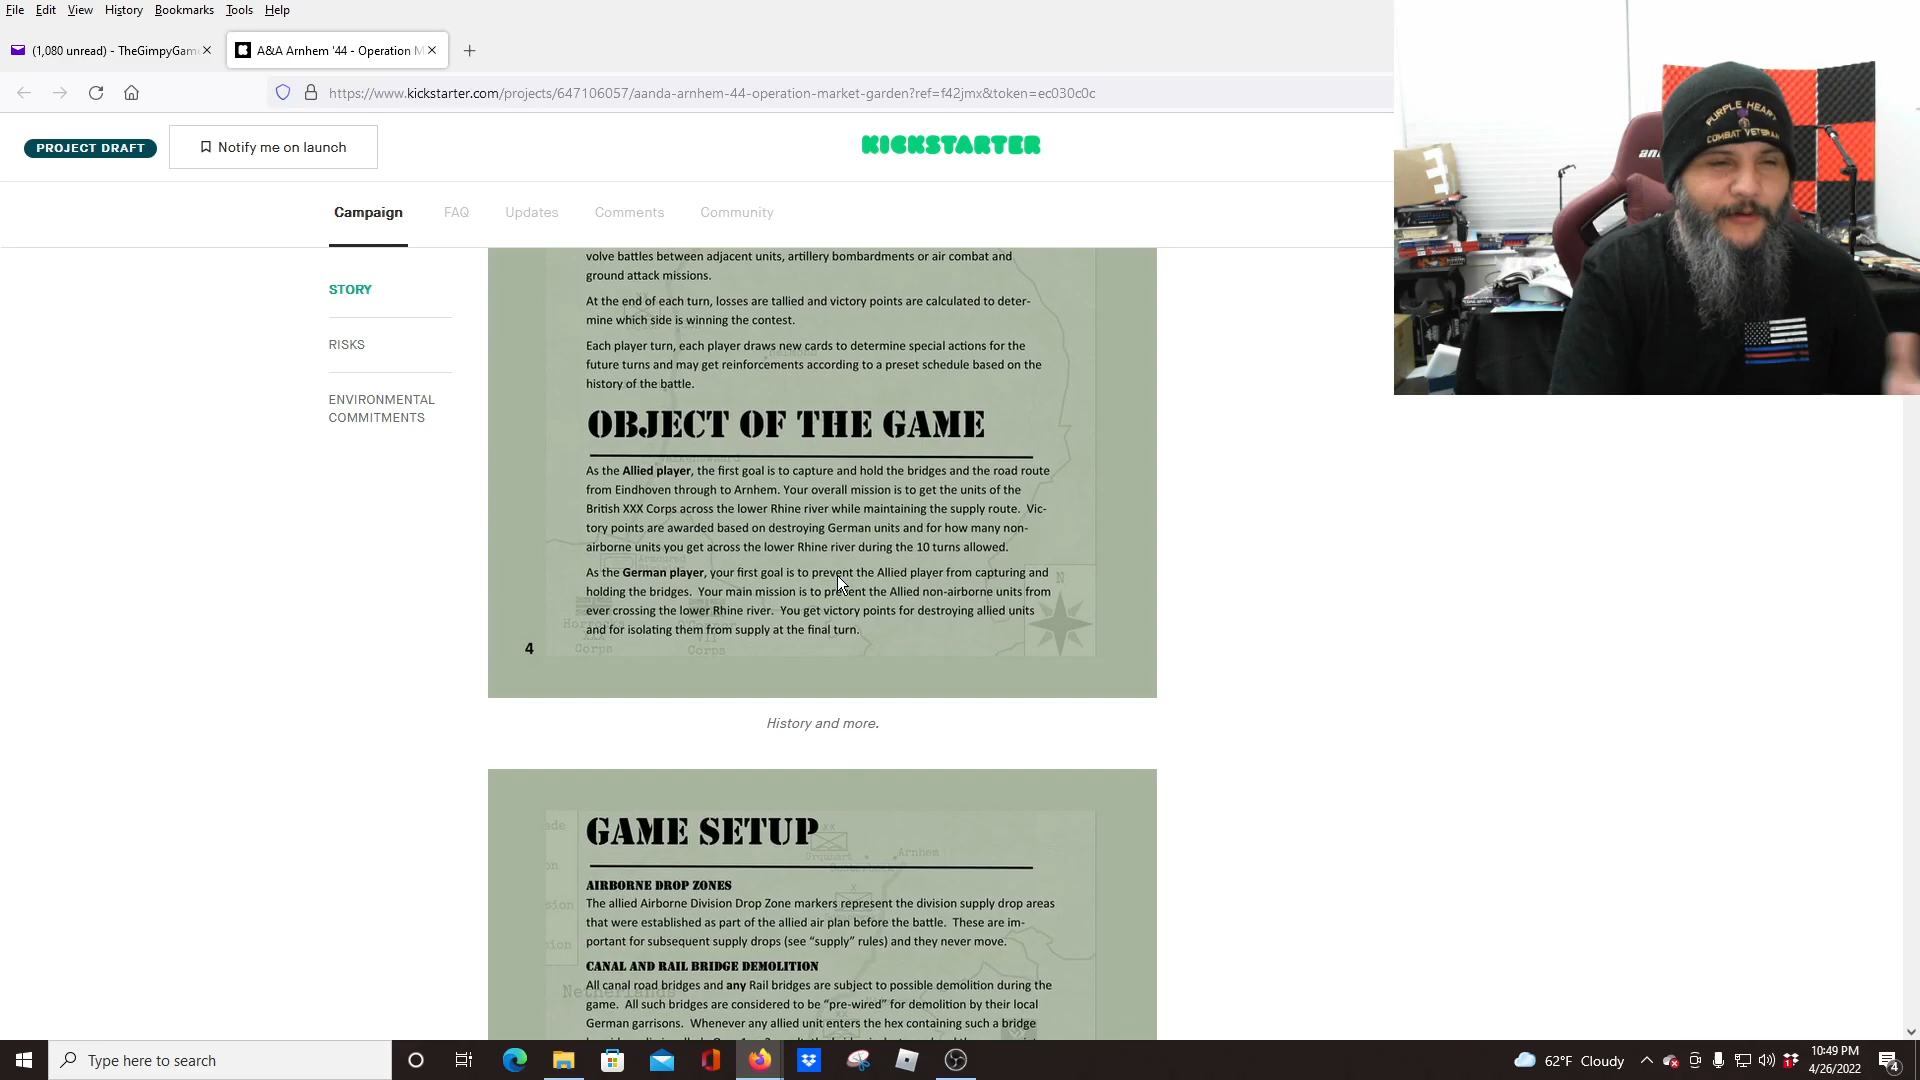 File Edit View History Bookmarks Tools Help
(1,080 unread) - TheGimpyGam
A&A Arnhem '44 - Operation M
https://www.kickstarter.com/projects/647106057/aanda-arnhem-44-operation-market-garden?ref=f42jmx&token=ec030c0c
PROJECT DRAFT
Notify me on launch
KICKSTARTER
Campaign FAQ Updates Comments Community
STORY
RISKS
ENVIRONMENTAL
COMMITMENTS
volve battles between adjacent units, artillery bombardments or air combat and
ground attack missions.
At the end of each turn, losses are tallied and victory points are calculated to deter-
mine which side is winning the contest.
Each player turn, each player draws new cards to determine special actions for the
future turns and may get reinforcements according to a preset schedule based on the
history of the battle.
OBJECT OF THE GAME
As the Allied player, the first goal is to capture and hold the bridges and the road route
from Eindhoven through to Arnhem. Your overall mission is to get the units of the
British XXX Corps across the lower Rhine river while maintaining the supply route. Vic-
tory points are awarded based on destroying German units and for how many non-
airborne units you get across the lower Rhine river during the 10 turns allowed.
As the German player, your first goal is to prevent the Allied player from capturing and
holding the bridges. Your main mission is to prevent the Allied non-airborne units from
ever crossing the lower Rhine river. You get victory points for destroying allied units
and for isolating them from supply at the final turn.
Horrocks
XXX
Corps
O'Connor
VII
Corps
N
4
History and more.
GAME SETUP
Urquhart
Arnhem
AIRBORNE DROP ZONES
The allied Airborne Division Drop Zone markers represent the division supply drop areas
that were established as part of the allied air plan before the battle. These are im-
portant for subsequent supply drops (see "supply" rules) and they never move.
CANAL AND RAIL BRIDGE DEMOLITION
Netherlands
All canal road bridges and any Rail bridges are subject to possible demolition during the
game. All such bridges are considered to be "pre-wired" for demolition by their local
German garrisons. Whenever any allied unit enters the hex containing such a bridge
PURPLE HEART
COMBAT VETERAN
Type here to search
62°F Cloudy
10:49 PM
4/26/2022
4